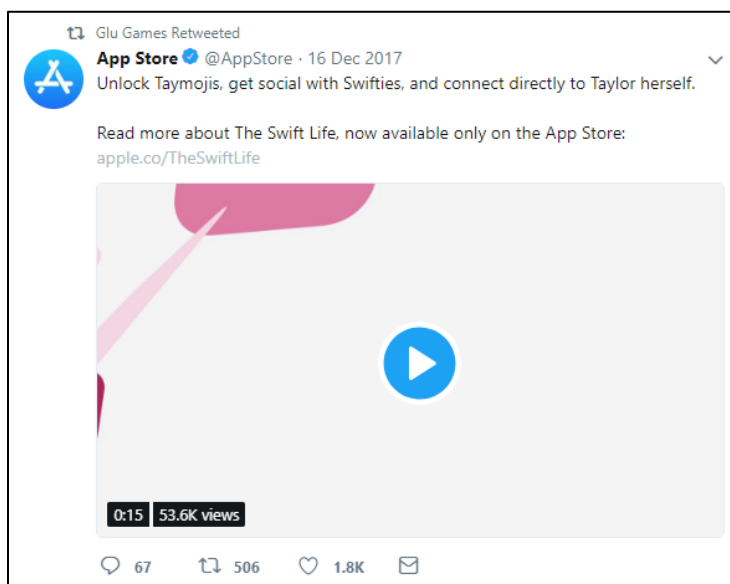 Glu Games Retweeted
App Store @AppStore · 16 Dec 2017
Unlock Taymojis, get social with Swifties, and connect directly to Taylor herself.
Read more about The Swift Life, now available only on the App Store:
apple.co/TheSwiftLife
0:15 53.6K views
67 506 1.8K